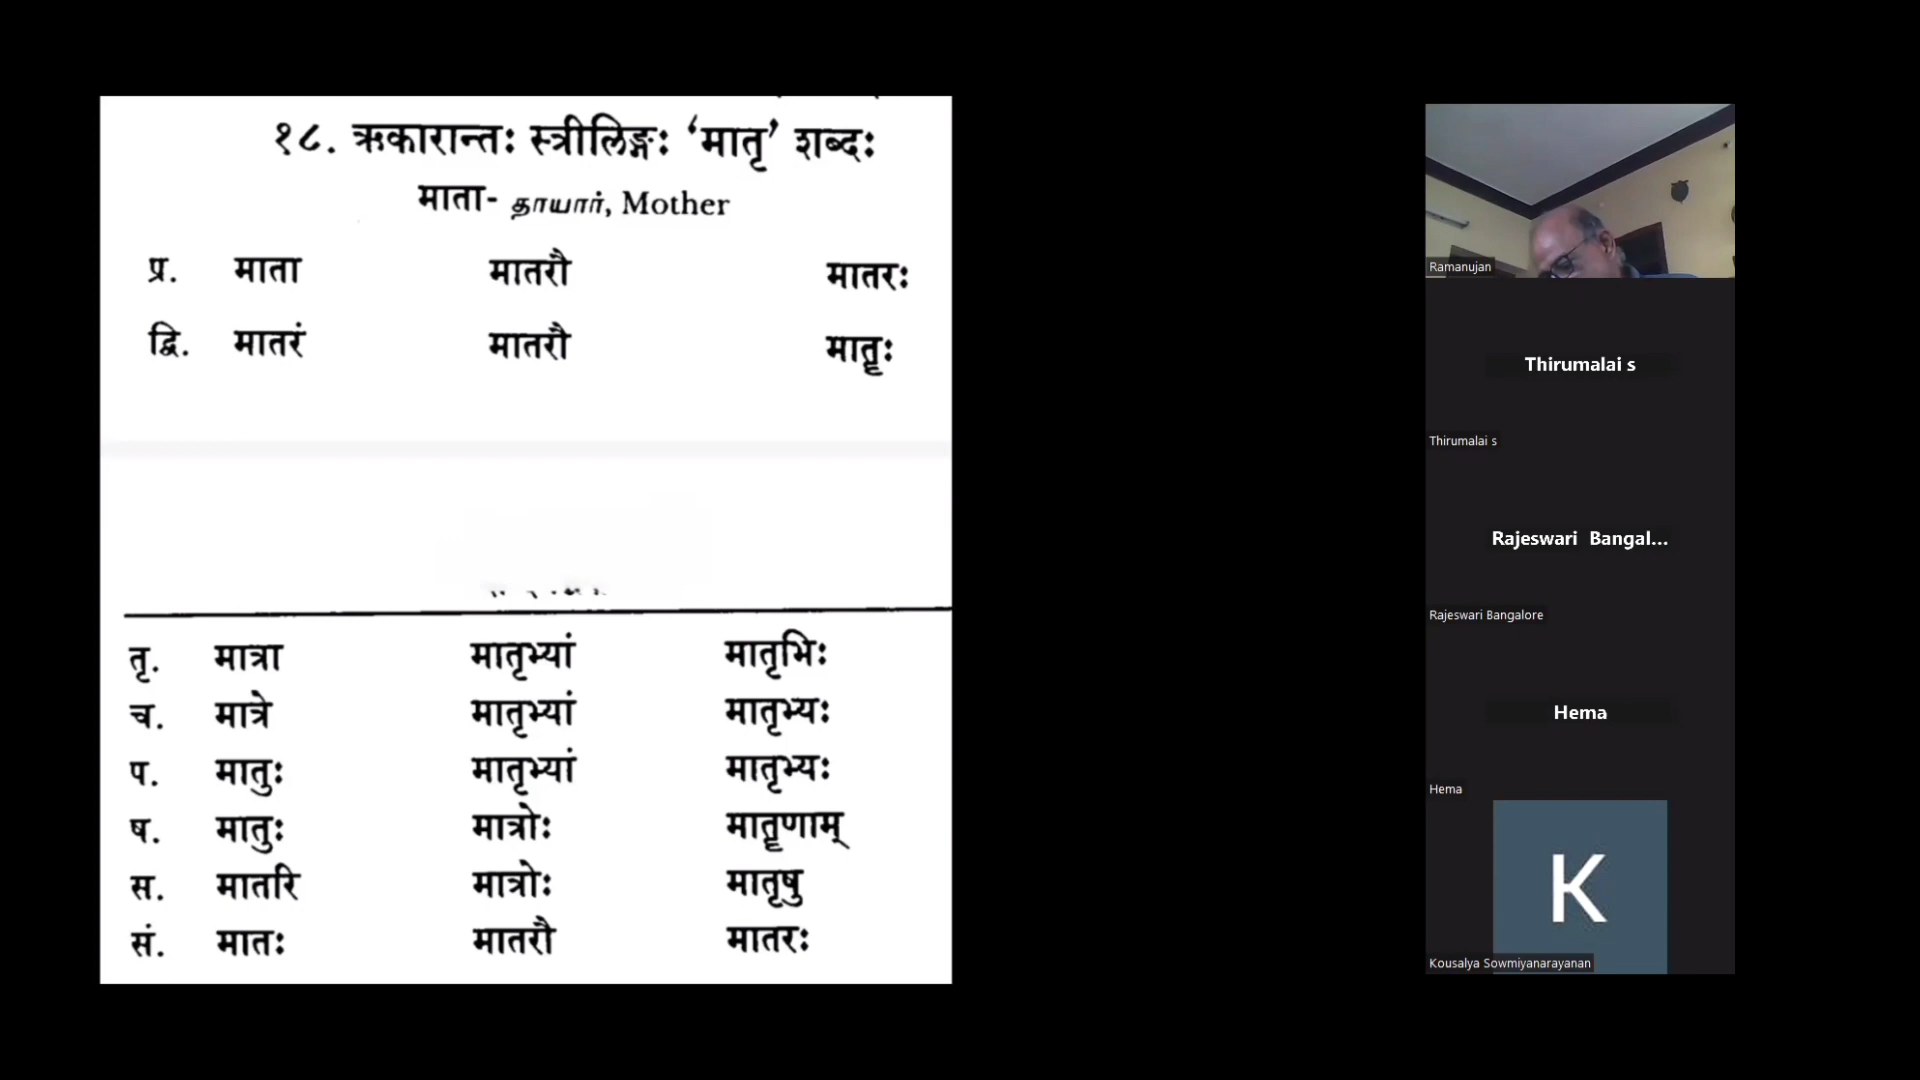 १८. ऋकारान्तः स्त्रीलिङ्गः ‘मातृ’ शब्दः
माता- தாயார், Mother
प्र. माता मातरौ मातरः
द्वि. मातरं मातरौ मातॄः
तृ. मात्रा मातृभ्यां मातृभिः
च. मात्रे मातृभ्यां मातृभ्यः
प. मातुः मातृभ्यां मातृभ्यः
ष. मातुः मात्रोः मातॄणाम्
स. मातरि मात्रोः मातृषु
सं. मातः मातरौ मातरः
Ramanujan
Thirumalai s
Thirumalai s
Rajeswari Bangal...
Rajeswari Bangalore
Hema
Hema
K
Kousalya Sowmiyanarayanan